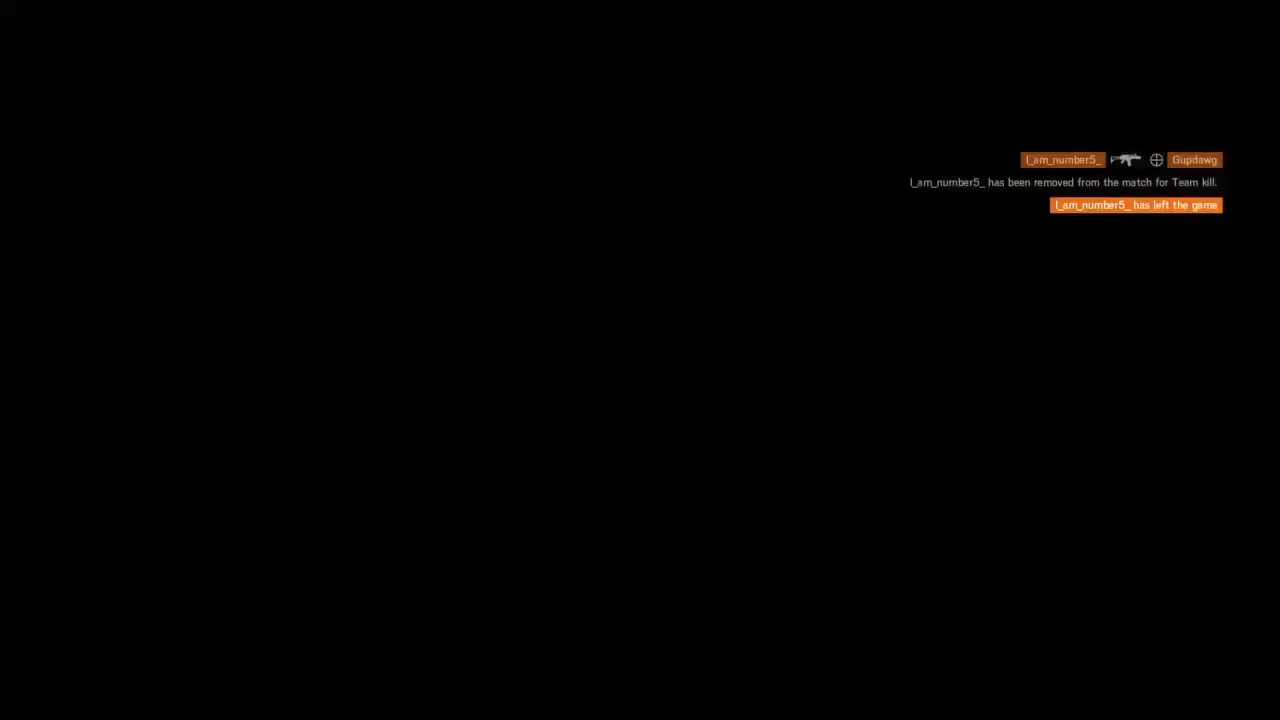 I_am_number5_ Gupdawg
I_am_number5_ has been removed from the match for Team kill.
I_am_number5_ has left the game